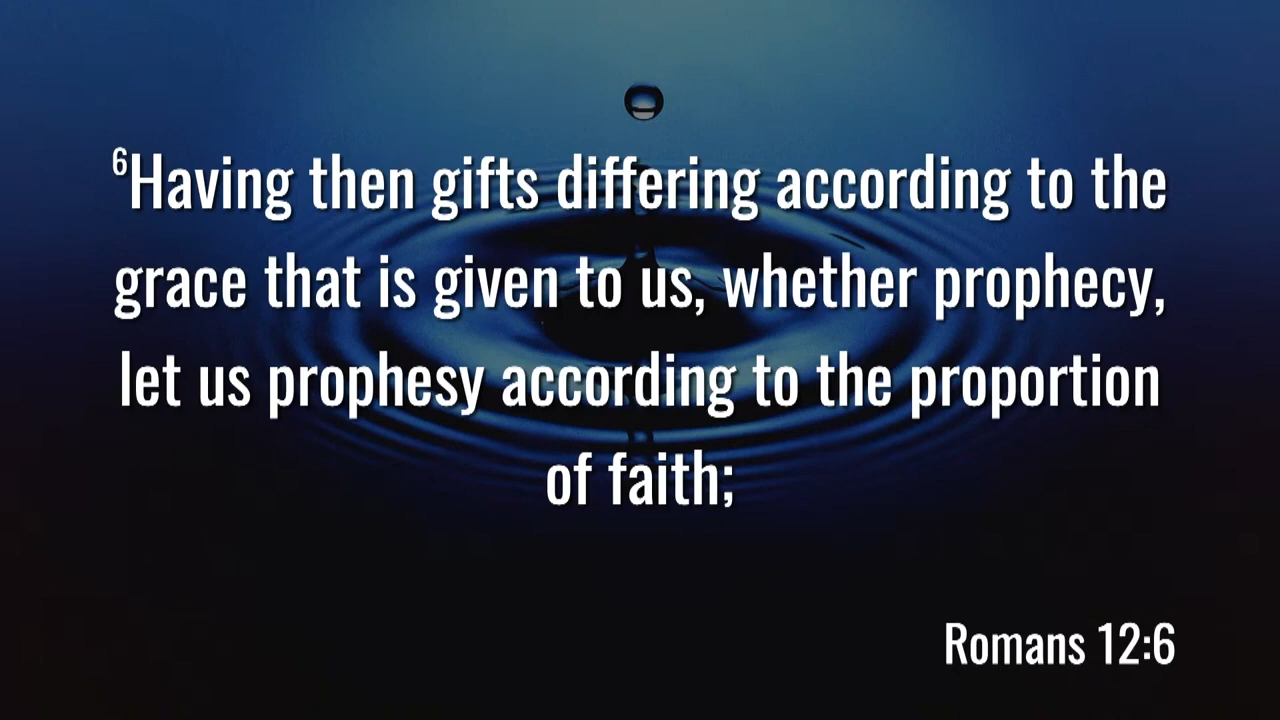 ⁶Having then gifts differing according to the
grace that is given to us, whether prophecy,
let us prophesy according to the proportion
of faith;
Romans 12:6